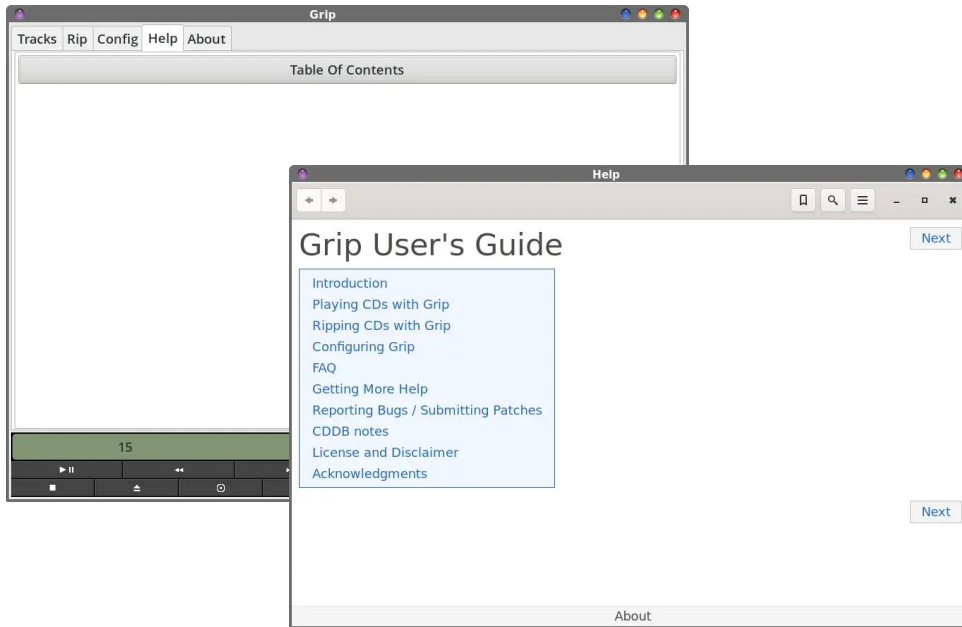 Grip
Tracks Rip Config Help About
Table Of Contents
15
Help
Grip User's Guide
Next
Introduction
Playing CDs with Grip
Ripping CDs with Grip
Configuring Grip
FAQ
Getting More Help
Reporting Bugs / Submitting Patches
CDDB notes
License and Disclaimer
Acknowledgments
Next
About